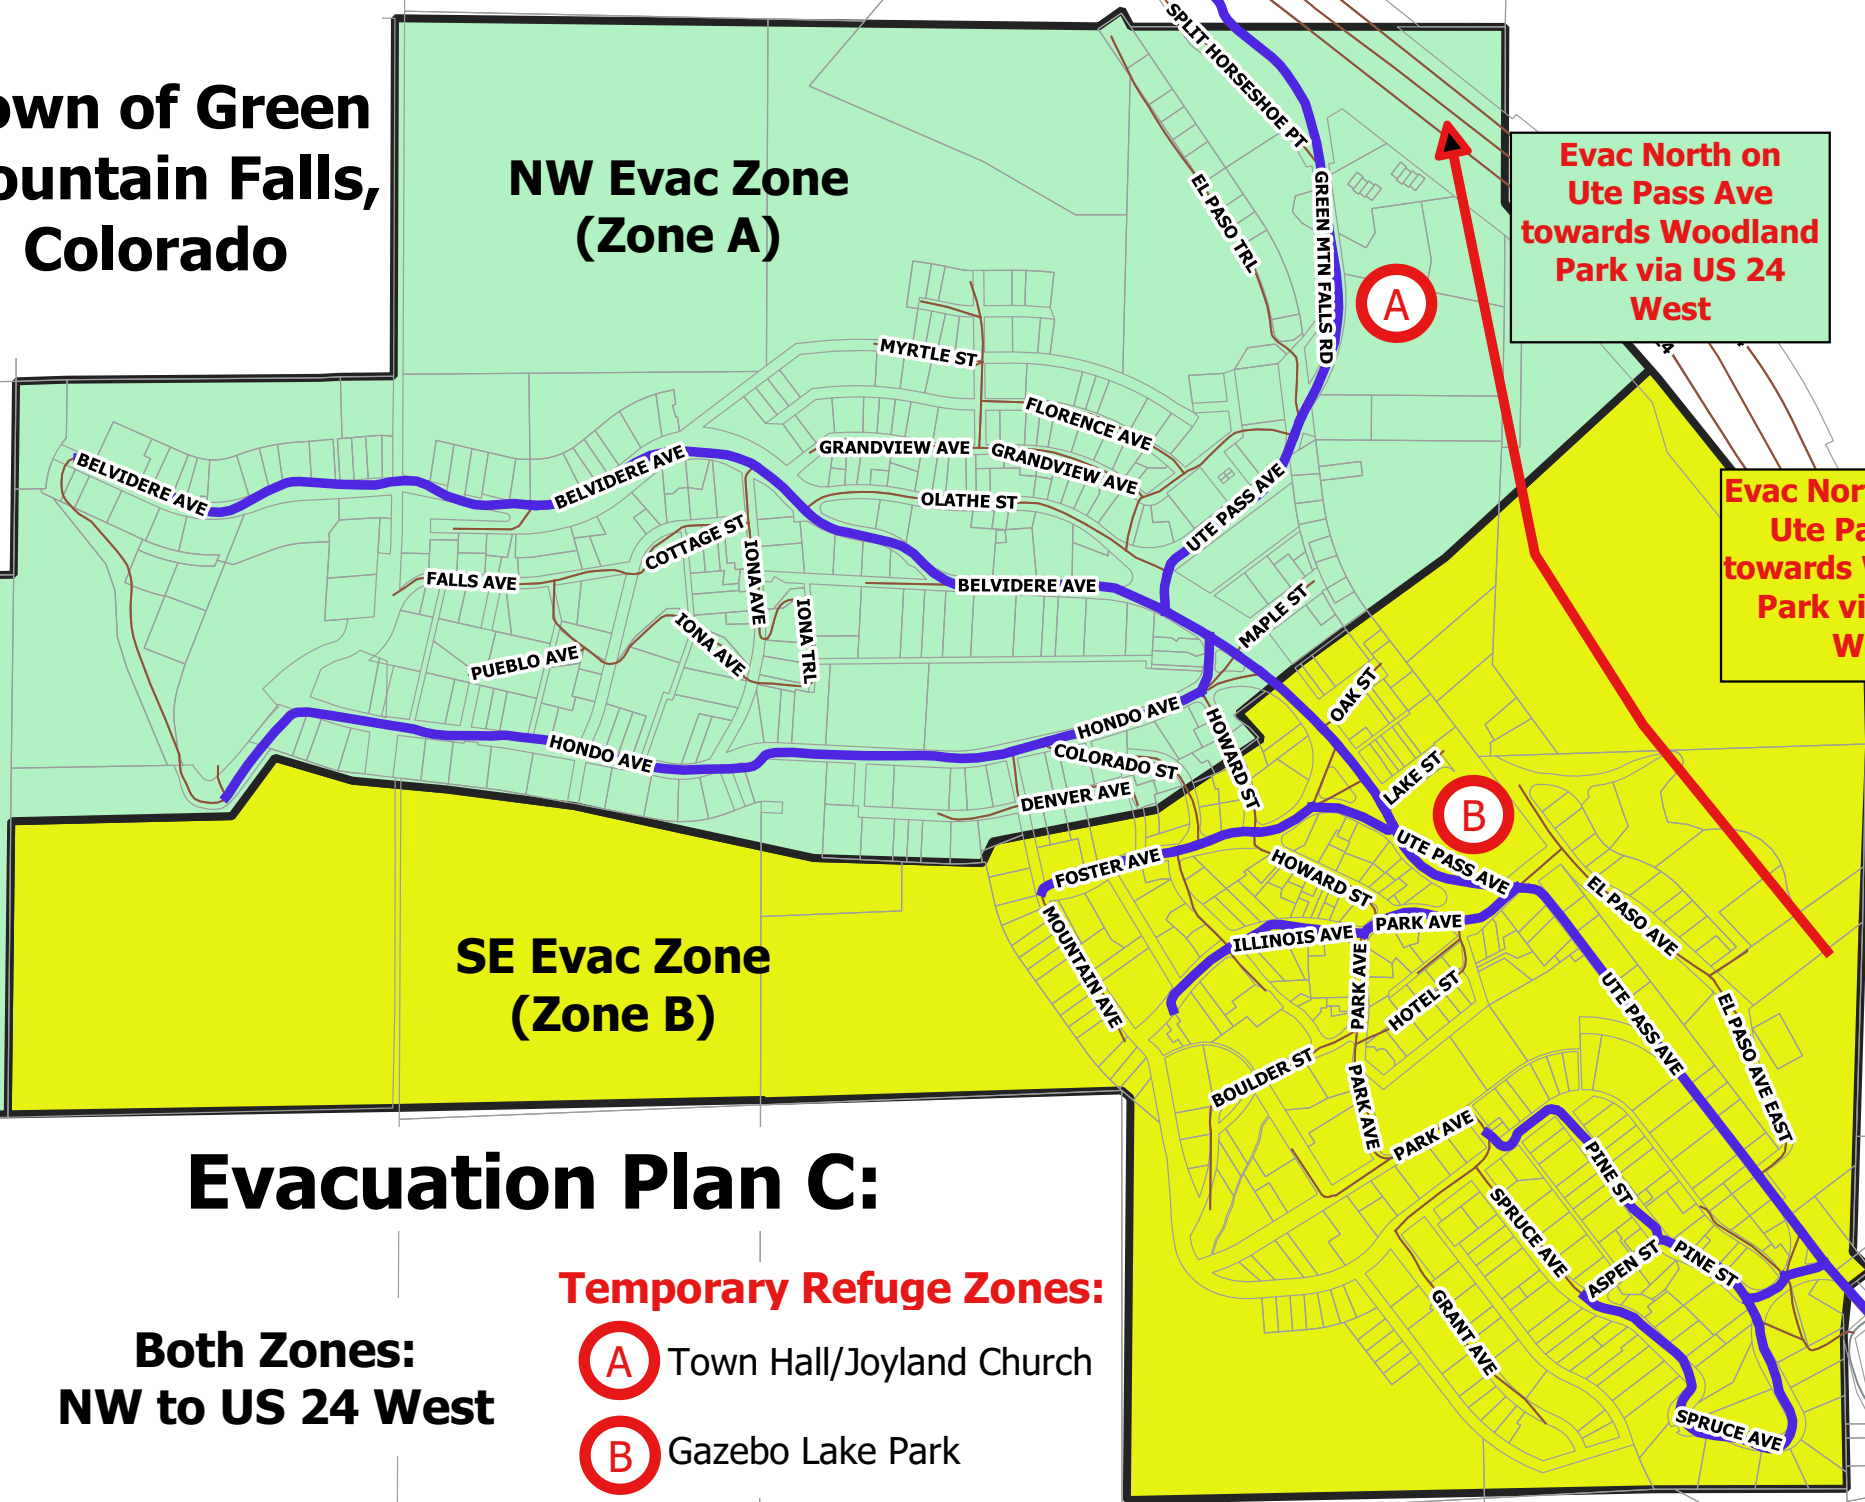 own of Green
ountain Falls,
Colorado
NW Evac Zone
(Zone A)
SPLIT HORSESHOE PT
EL PASO TRL
GREEN MTN FALLS RD
A
Evac North on
Ute Pass Ave
towards Woodland
Park via US 24
West
MYRTLE ST
FLORENCE AVE
GRANDVIEW AVE
GRANDVIEW AVE
BELVIDERE AVE
BELVIDERE AVE
OLATHE ST
UTE PASS AVE
COTTAGE ST
IONA AVE
FALLS AVE
BELVIDERE AVE
IONA TRL
MAPLE ST
IONA AVE
PUEBLO AVE
Evac Nor
Ute Pa
towards
Park vi
W
OAK ST
HONDO AVE
HOWARD ST
HONDO AVE
COLORADO ST
DENVER AVE
LAKE ST
B
FOSTER AVE
UTE PASS AVE
HOWARD ST
EL PASO AVE
PARK AVE
ILLINOIS AVE
MOUNTAIN AVE
PARK AVE
HOTEL ST
UTE PASS AVE
EL PASO AVE EAST
SE Evac Zone
(Zone B)
BOULDER ST
PARK AVE
PARK AVE
PINE ST
SPRUCE AVE
ASPEN ST
PINE ST
GRANT AVE
SPRUCE AVE
Evacuation Plan C:
Both Zones:
NW to US 24 West
Temporary Refuge Zones:
A Town Hall/Joyland Church
B Gazebo Lake Park